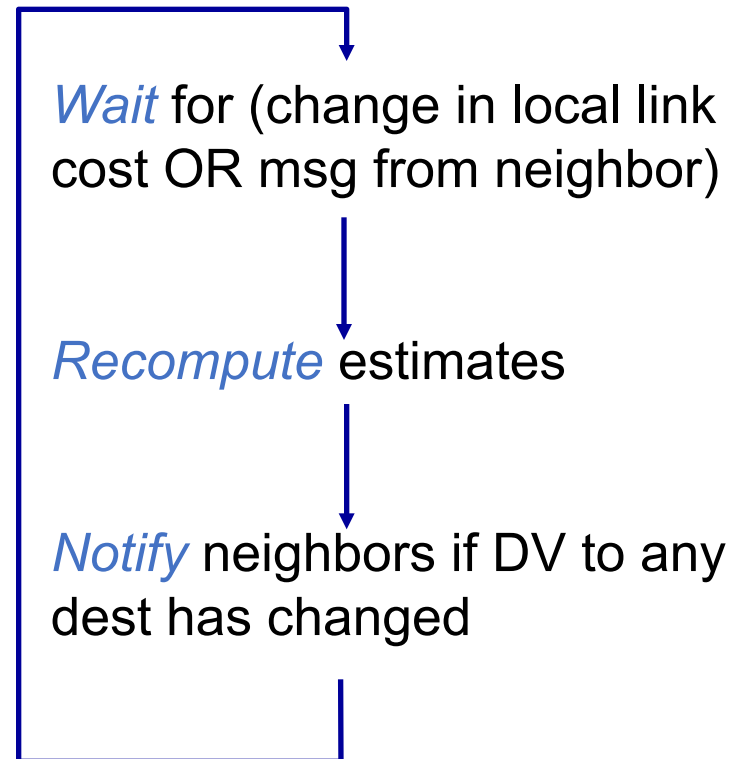 Wait for (change in local link
cost OR msg from neighbor)
Recompute estimates
Notify neighbors if DV to any
dest has changed